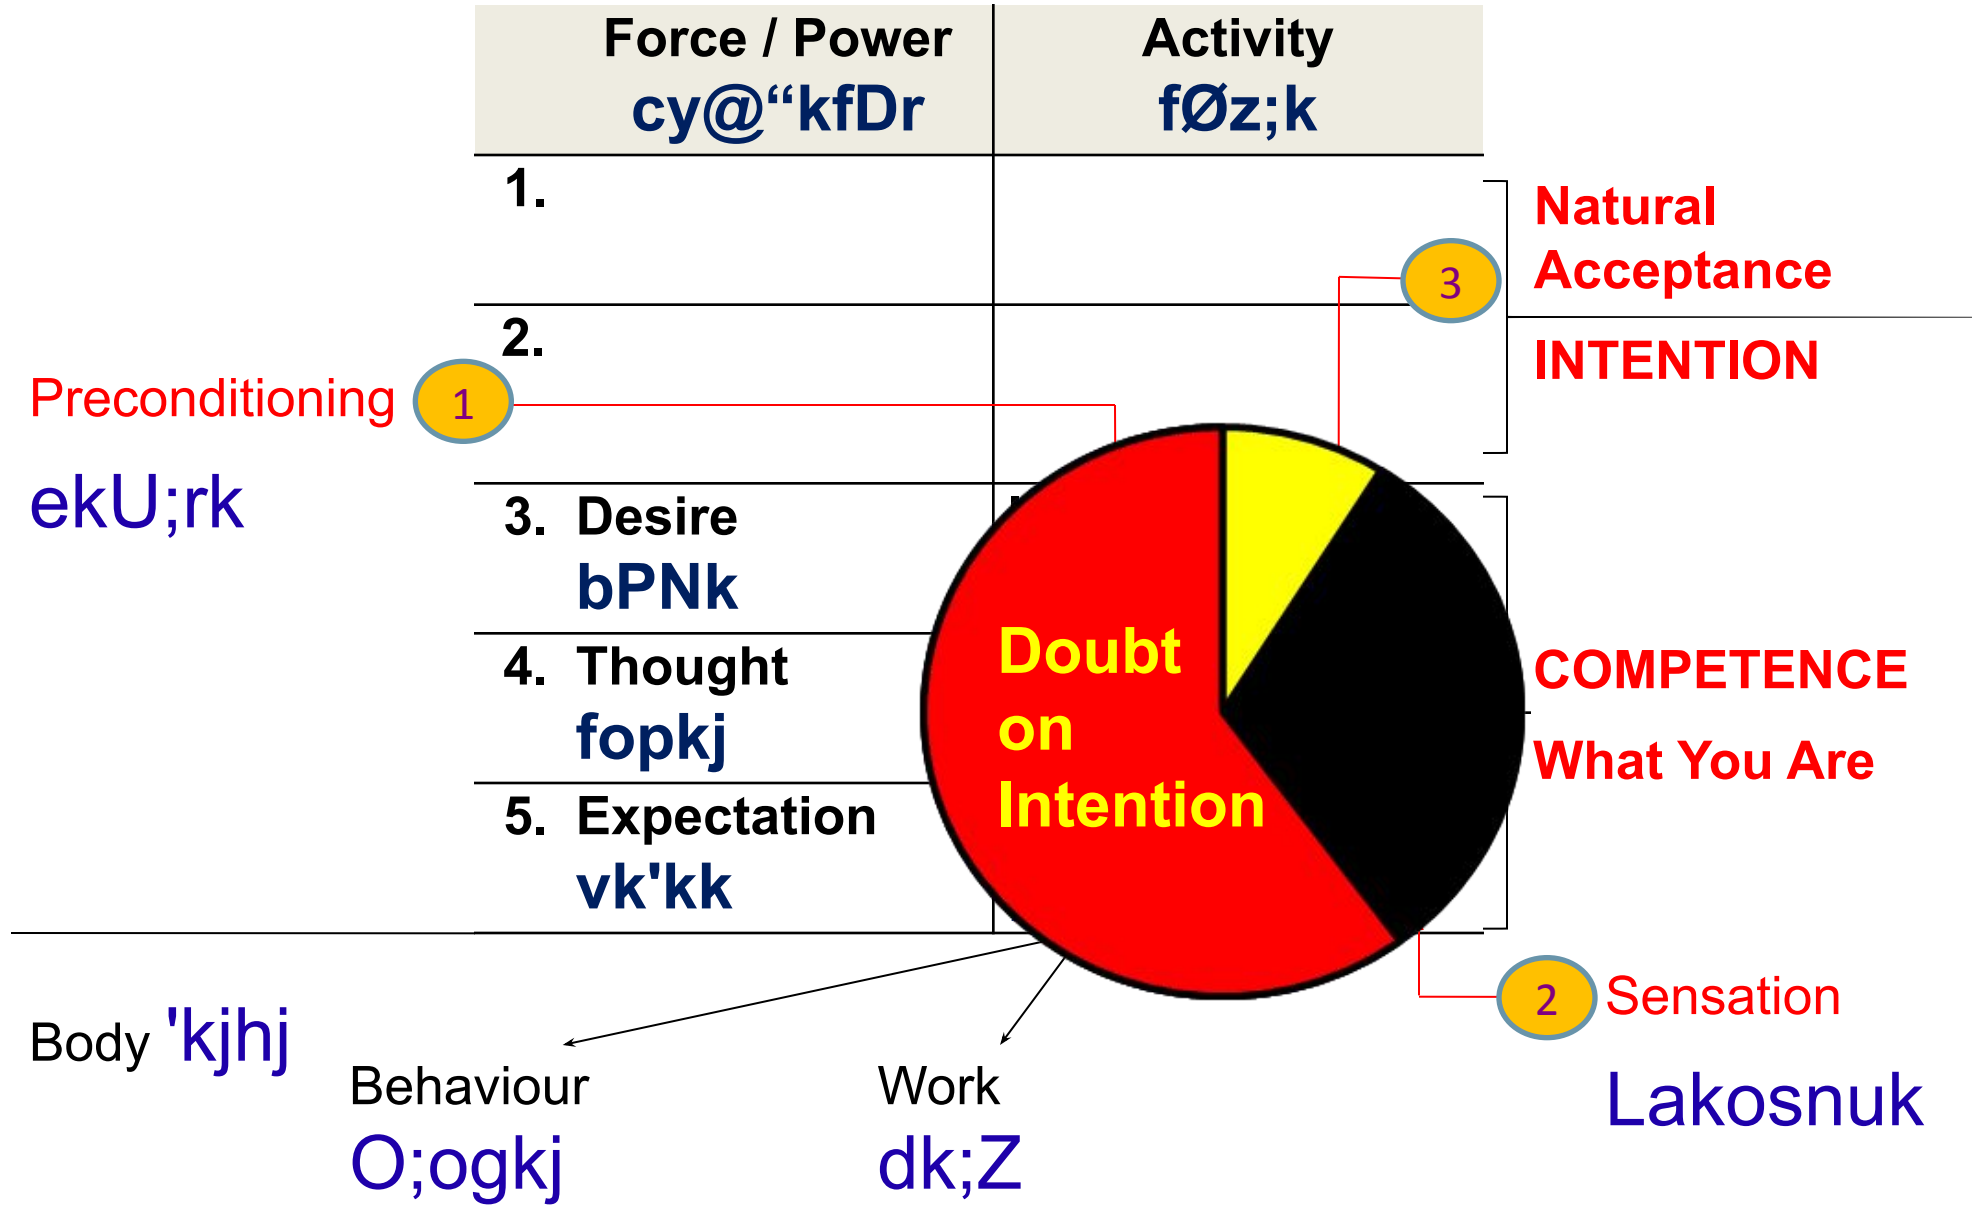 Force / Power
cy@“kfDr
Activity
fØz;k
1.
2.
3. Desire
bPNk
4. Thought
fopkj
5. Expectation
vk'kk
Natural
Acceptance
INTENTION
3
Preconditioning
1
ekU;rk
Doubt
on
Intention
COMPETENCE
What You Are
2
Sensation
Lakosnuk
Body 'kjhj
Behaviour
O;ogkj
Work
dk;Z